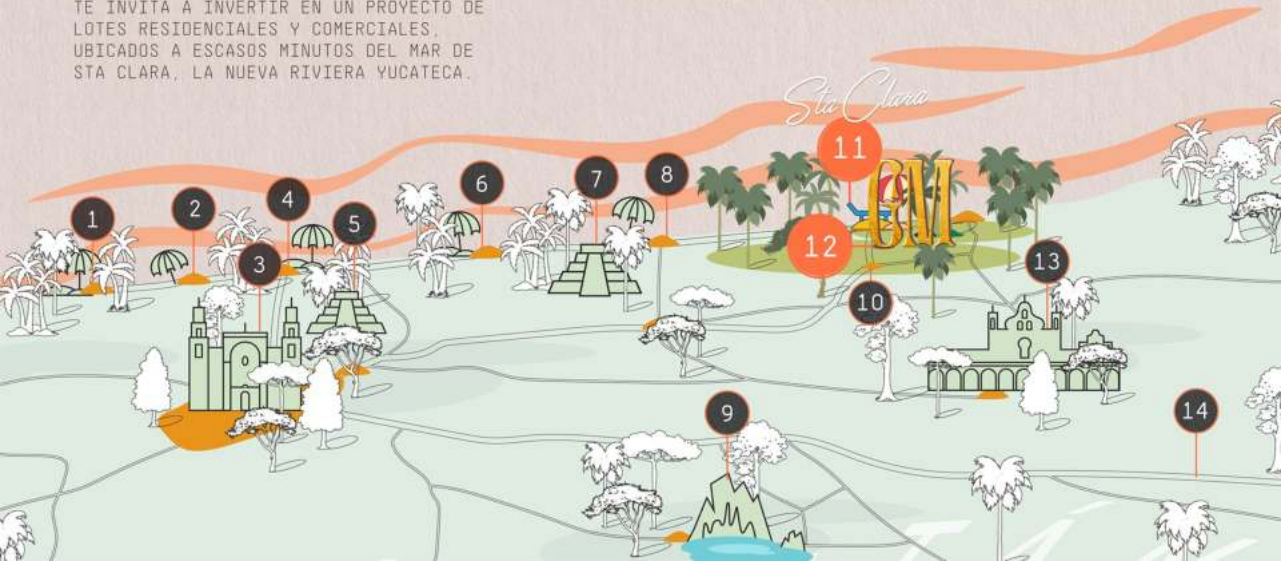 TE INVITA A INVERTIR EN UN PROYECTO DE
LOTES RESIDENCIALES Y COMERCIALES,
UBICADOS A ESCASOS MINUTOS DEL MAR DE
STA CLARA, LA NUEVA RIVIERA YUCATECA.
Sta Clara
11
GM
8
7
6
4
2
1
5
12
3
13
10
9
14